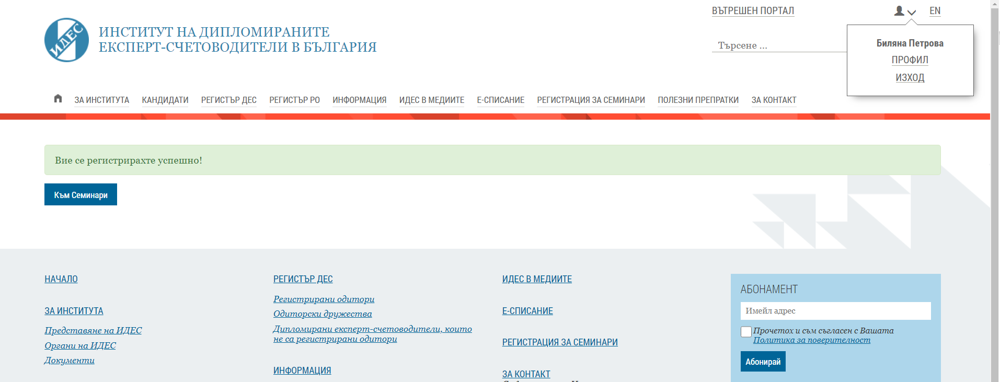 ВЪТРЕШЕН ПОРТАЛ
EN
ИДЕС
ИНСТИТУТ НА ДИПЛОМИРАНИТЕ
ЕКСПЕРТ-СЧЕТОВОДИТЕЛИ В БЪЛГАРИЯ
Търсене ...
Биляна Петрова
ПРОФИЛ
ИЗХОД
ЗА ИНСТИТУТА КАНДИДАТИ РЕГИСТЪР ДЕС РЕГИСТЪР РО ИНФОРМАЦИЯ ИДЕС В МЕДИИТЕ Е-СПИСАНИЕ РЕГИСТРАЦИЯ ЗА СЕМИНАРИ ПОЛЕЗНИ ПРЕПРАТКИ ЗА КОНТАКТ
Вие се регистрирахте успешно!
Към Семинари
НАЧАЛО
ЗА ИНСТИТУТА
Представяне на ИДЕС
Органи на ИДЕС
Документи
РЕГИСТЪР ДЕС
Регистрирани одитори
Одиторски дружества
Дипломирани експерт-счетоводители, които
не са регистрирани одитори
ИНФОРМАЦИЯ
ИДЕС В МЕДИИТЕ
Е-СПИСАНИЕ
РЕГИСТРАЦИЯ ЗА СЕМИНАРИ
ЗА КОНТАКТ
АБОНАМЕНТ
Имейл адрес
Прочетох и съм съгласен с Вашата
Политика за поверителност
Абонирай